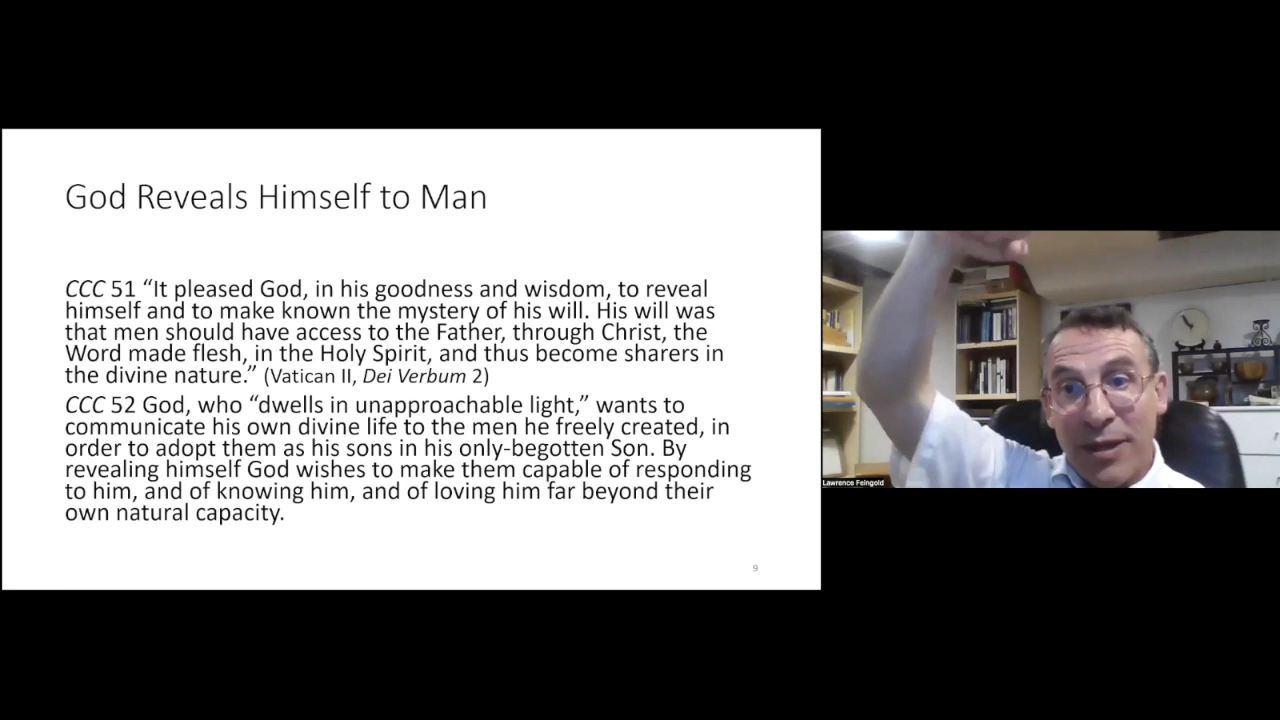 God Reveals Himself to Man
CCC 51 “It pleased God, in his goodness and wisdom, to reveal
himself and to make known the mystery of his will. His will was
that men should have access to the Father, through Christ, the
Word made flesh, in the Holy Spirit, and thus become sharers in
the divine nature.” (Vatican II, Dei Verbum 2)
CCC 52 God, who “dwells in unapproachable light,” wants to
communicate his own divine life to the men he freely created, in
order to adopt them as his sons in his only-begotten Son. By
revealing himself God wishes to make them capable of responding
to him, and of knowing him, and of loving him far beyond their
own natural capacity.
9
Lawrence Feingold